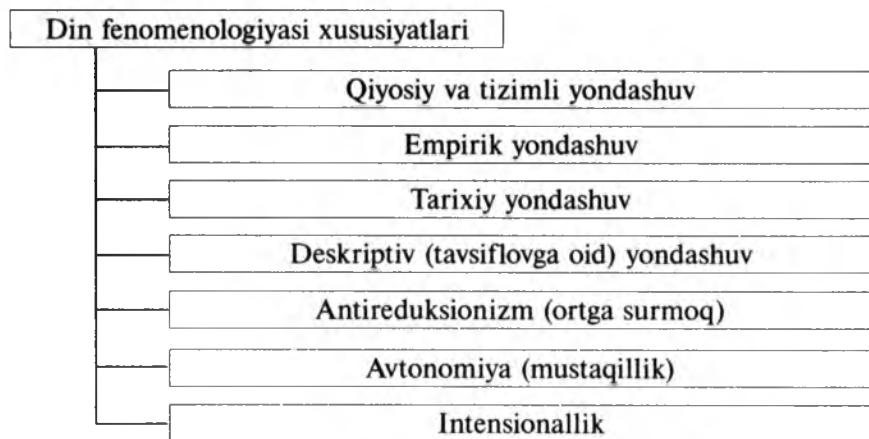 Din fenomenologiyasi xususiyatlari
Qiyosiy va tizimli yondashuv
Empirik yondashuv
Tarixiy yondashuv
Deskriptiv (tavsiflovga oid) yondashuv
Antireduksionizm (ortga surmoq)
Avtonomiya (mustaqillik)
Intensionallik